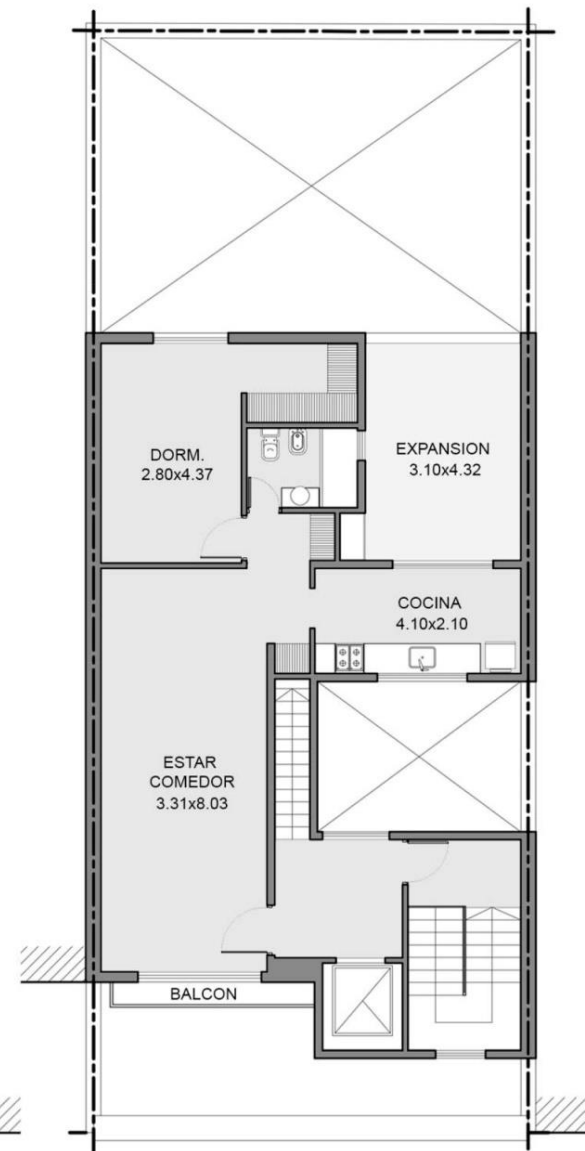 DORM.
2.80x4.37
EXPANSION
3.10x4.32
COCINA
4.10x2.10
ESTAR
COMEDOR
3.31x8.03
BALCON